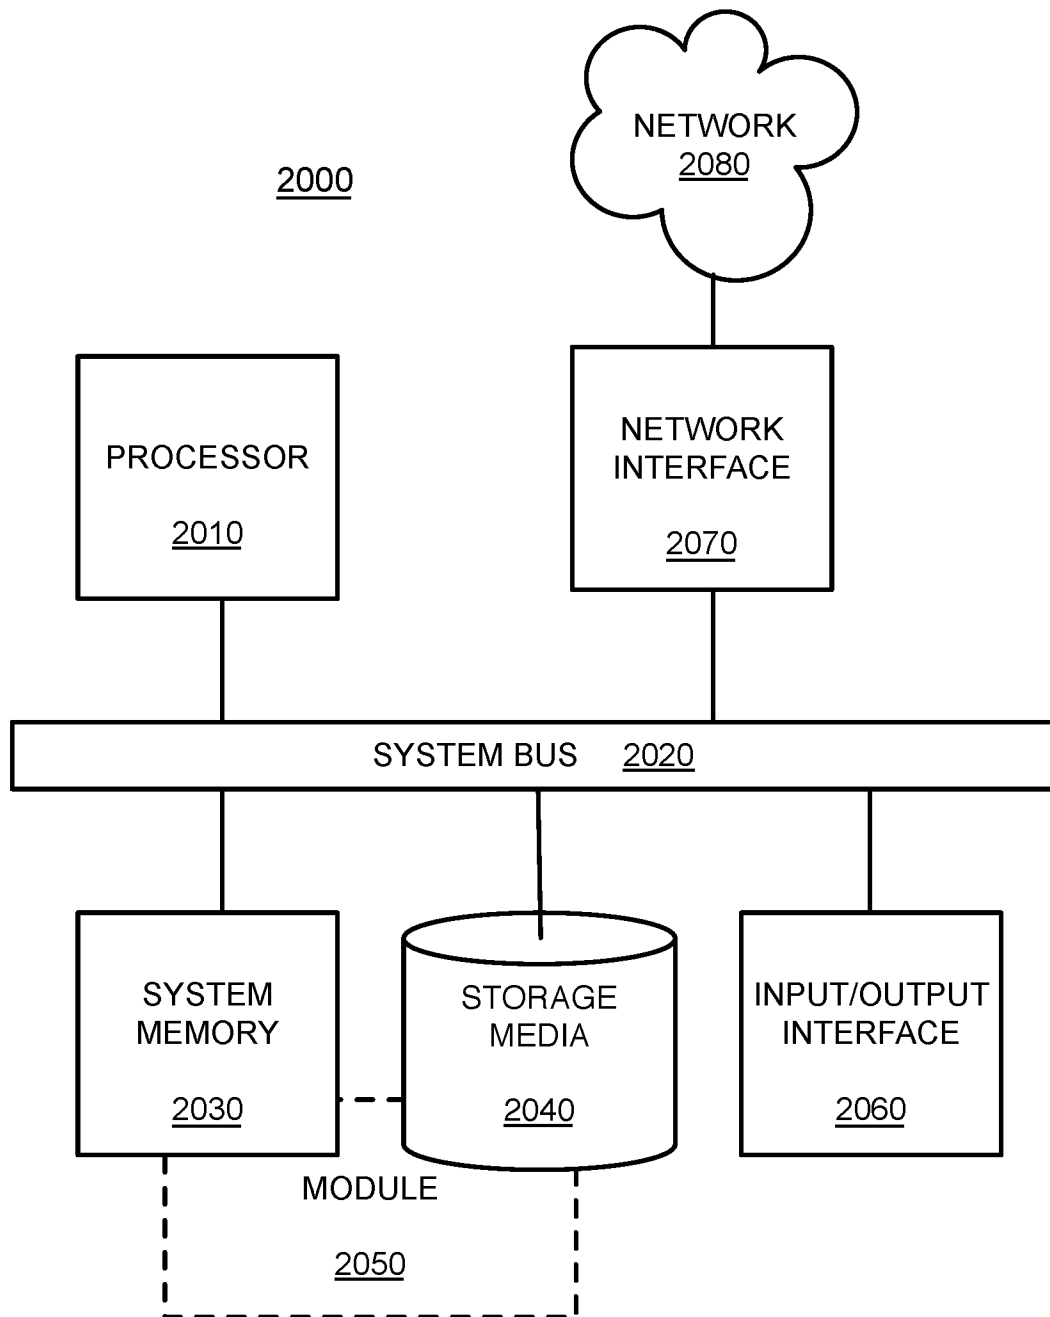 NETWORK
2080
2000
PROCESSOR
2010
NETWORK
INTERFACE
2070
SYSTEM BUS 2020
SYSTEM
MEMORY
2030
STORAGE
MEDIA
2040
INPUT/OUTPUT
INTERFACE
2060
MODULE
2050